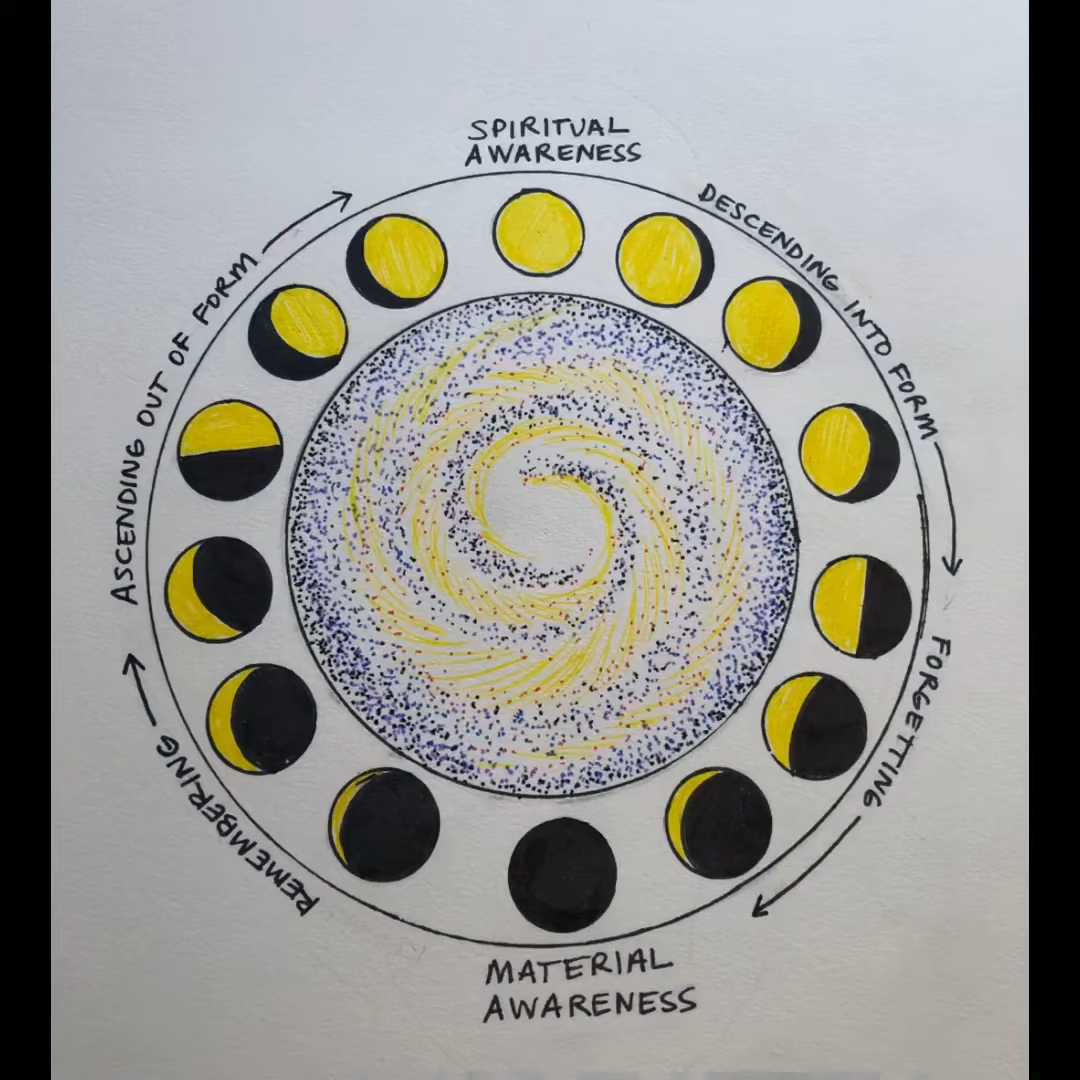 SPIRITUAL
AWARENESS
DESCENDING INTO FORM
FORGETTING
MATERIAL
AWARENESS
REMEMBERING
ASCENDING OUT OF FORM